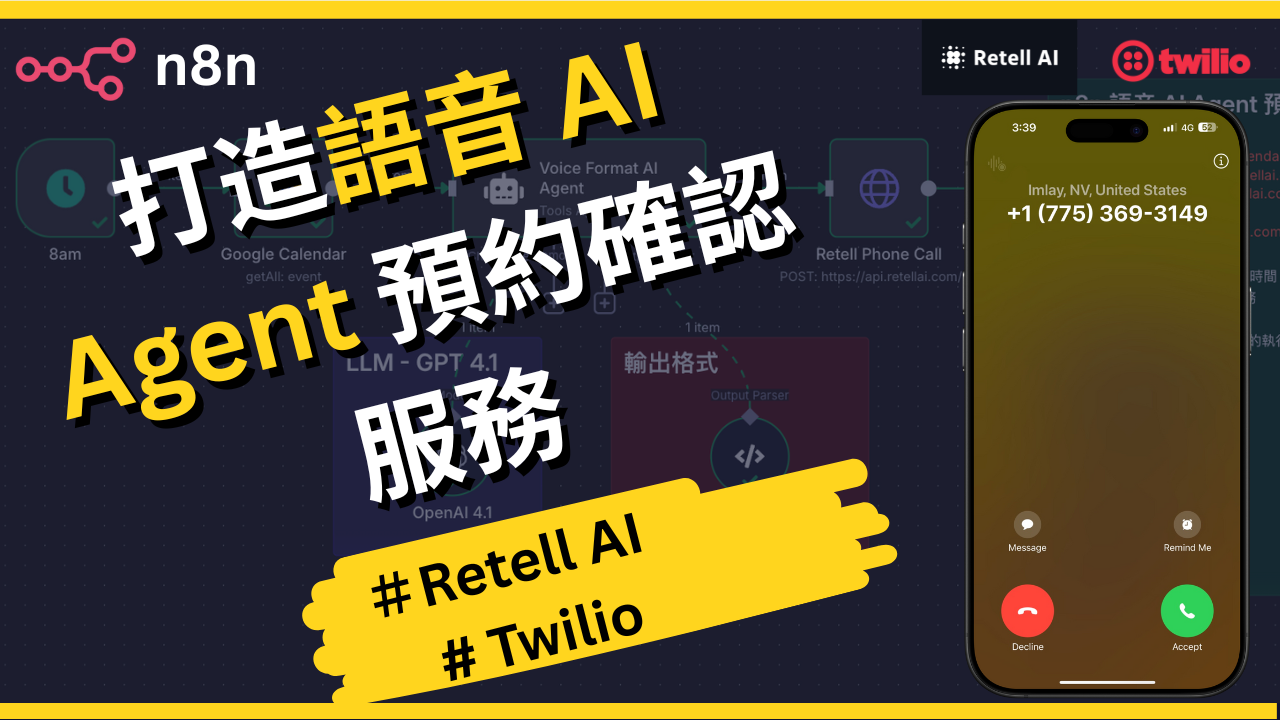 n8n
Retell AI
twilio
打造語音 AI
Agent 預約確認
服務
#Retell AI
# Twilio
8am
Google Calendar
getAll: event
Voice Format AI
Agent
Retell Phone Call
POST: https://api.retellai.com/
1 item
1 item
LLM - GPT 4.1
OpenAI 4.1
輸出格式
Output Parser
3:39
4G
52
Imlay, NV, United States
+1 (775) 369-3149
Message
Remind Me
Decline
Accept